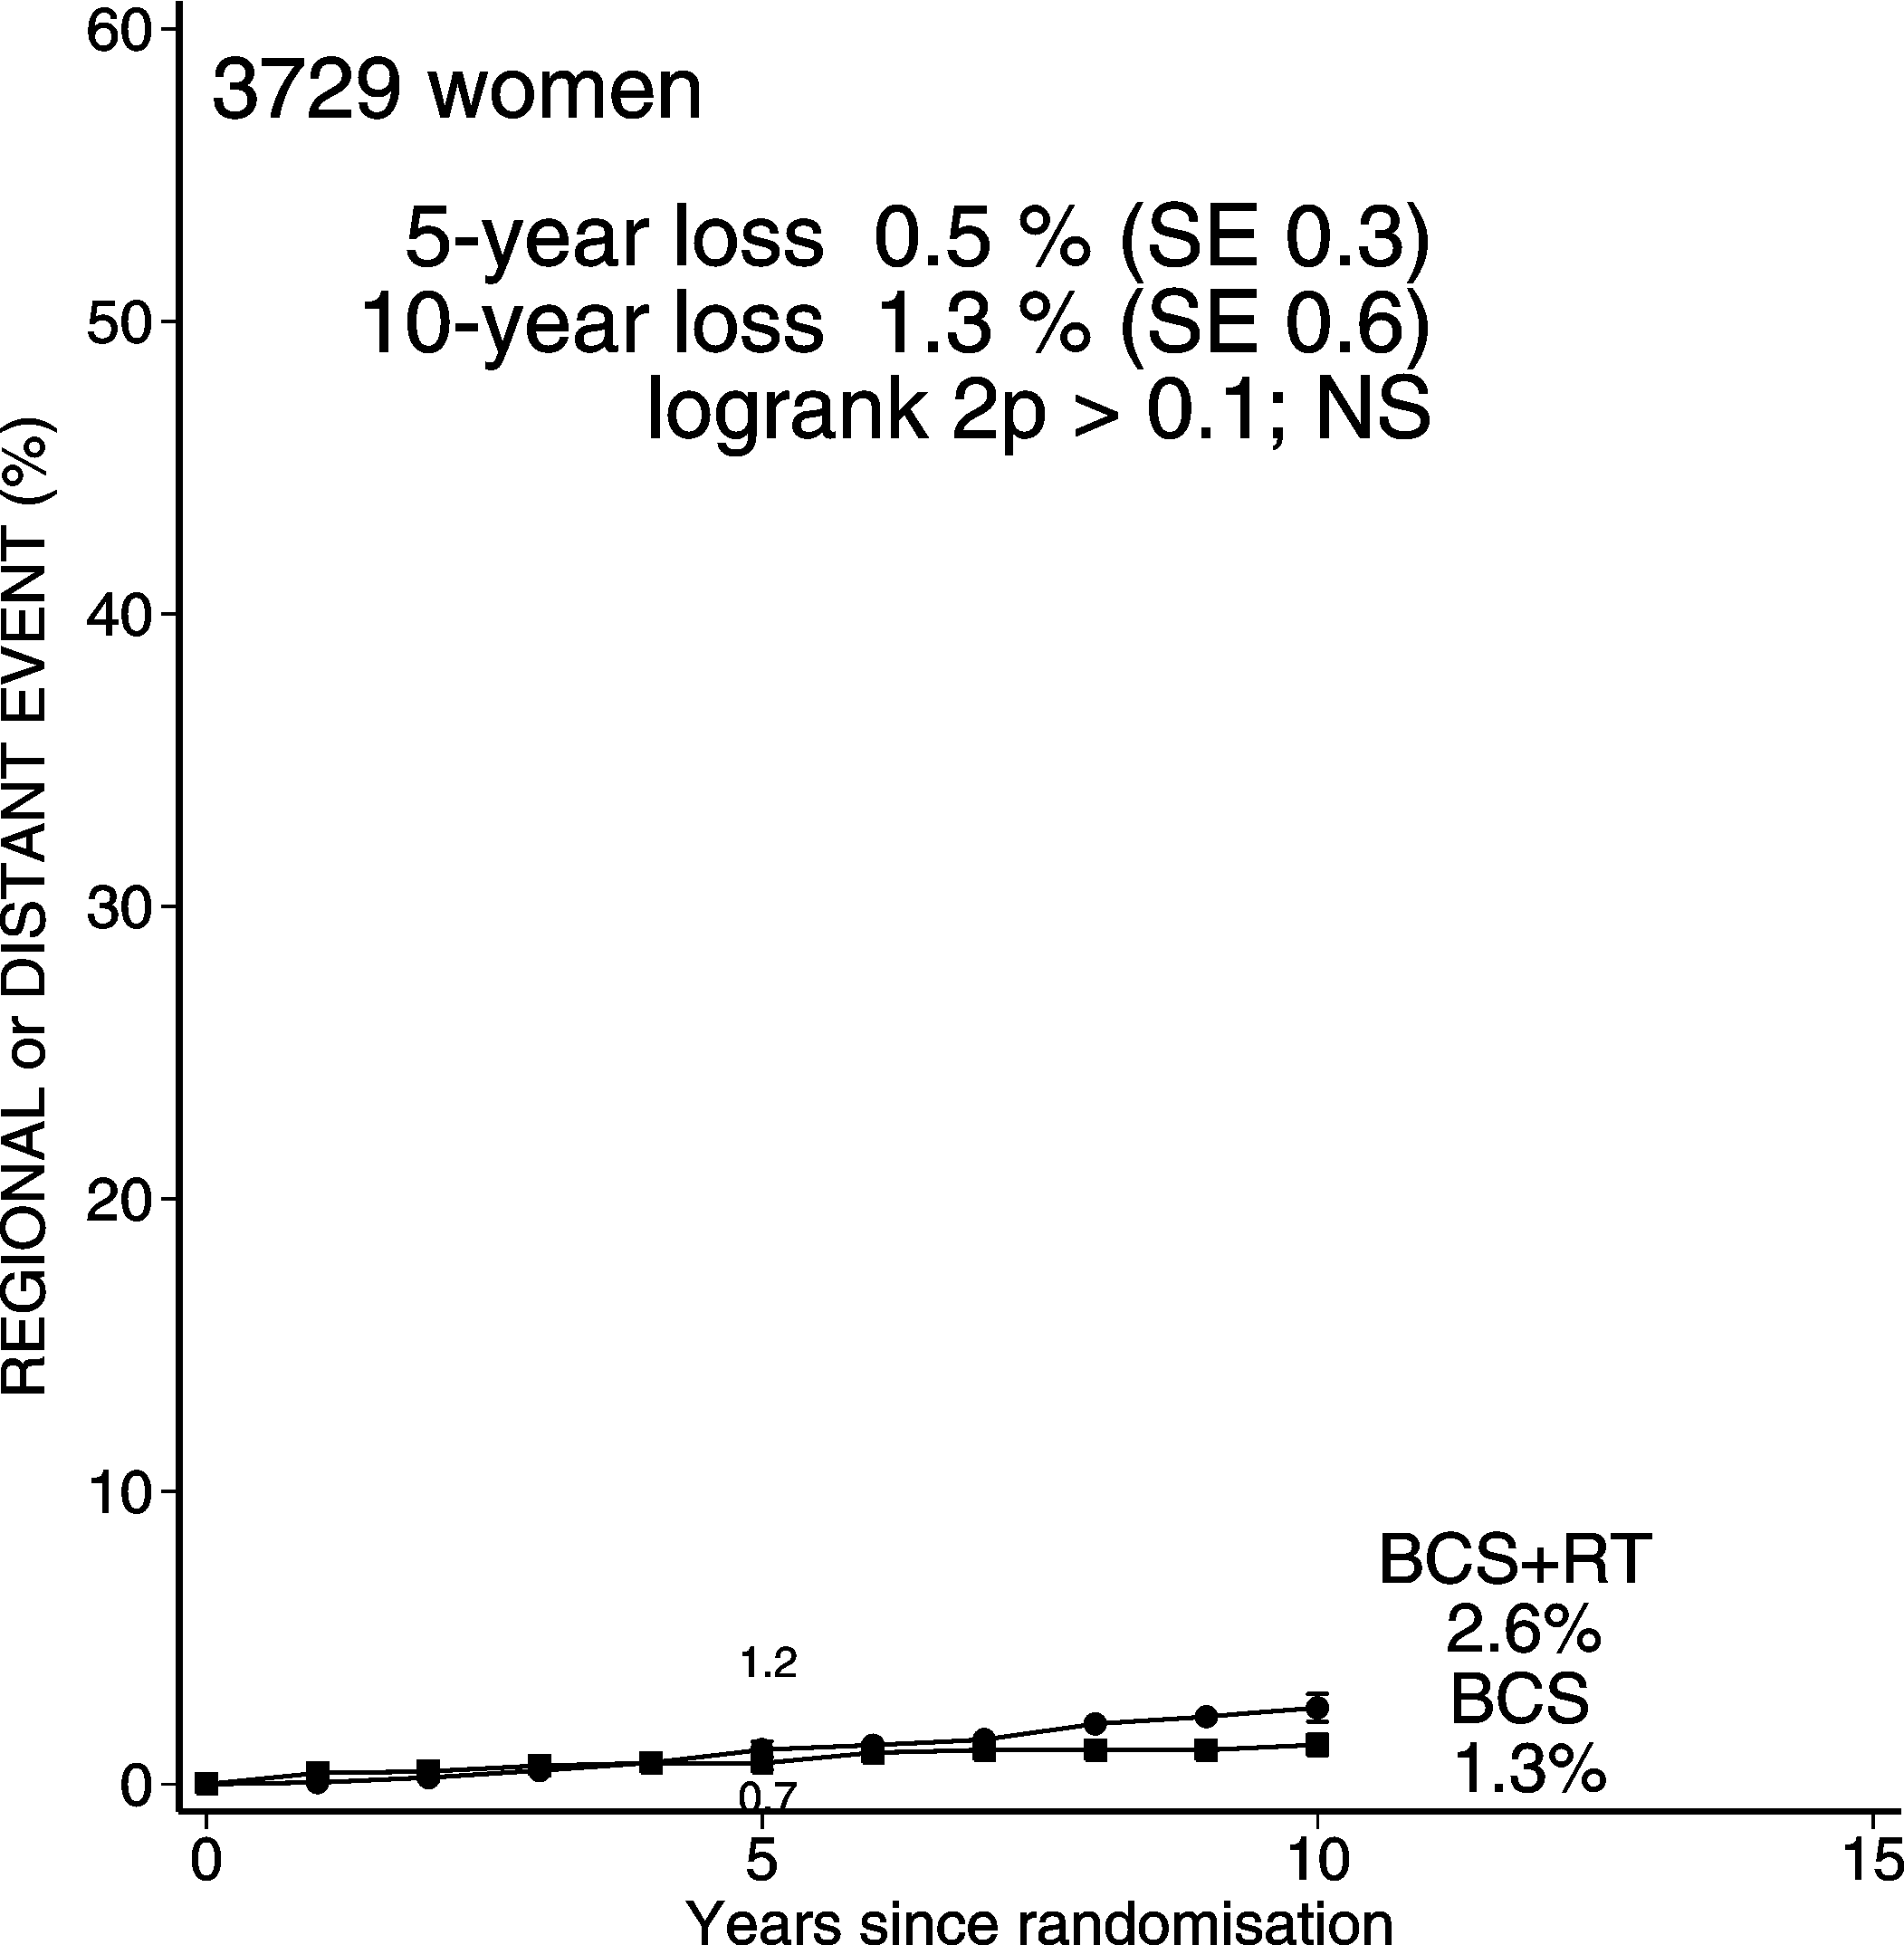 60
3729 women
5-year loss 0.5 % (SE 0.3)
50
10-year loss 1.3 % (SE 0.6)
logrank 2p > 0.1; NS
REGIONAL or DISTANT EVENT (%)
40
30
20
10
BCS+RT
2.6%
1.2
BCS
1.3%
0
0.7
0 5 10 15
Years since randomisation